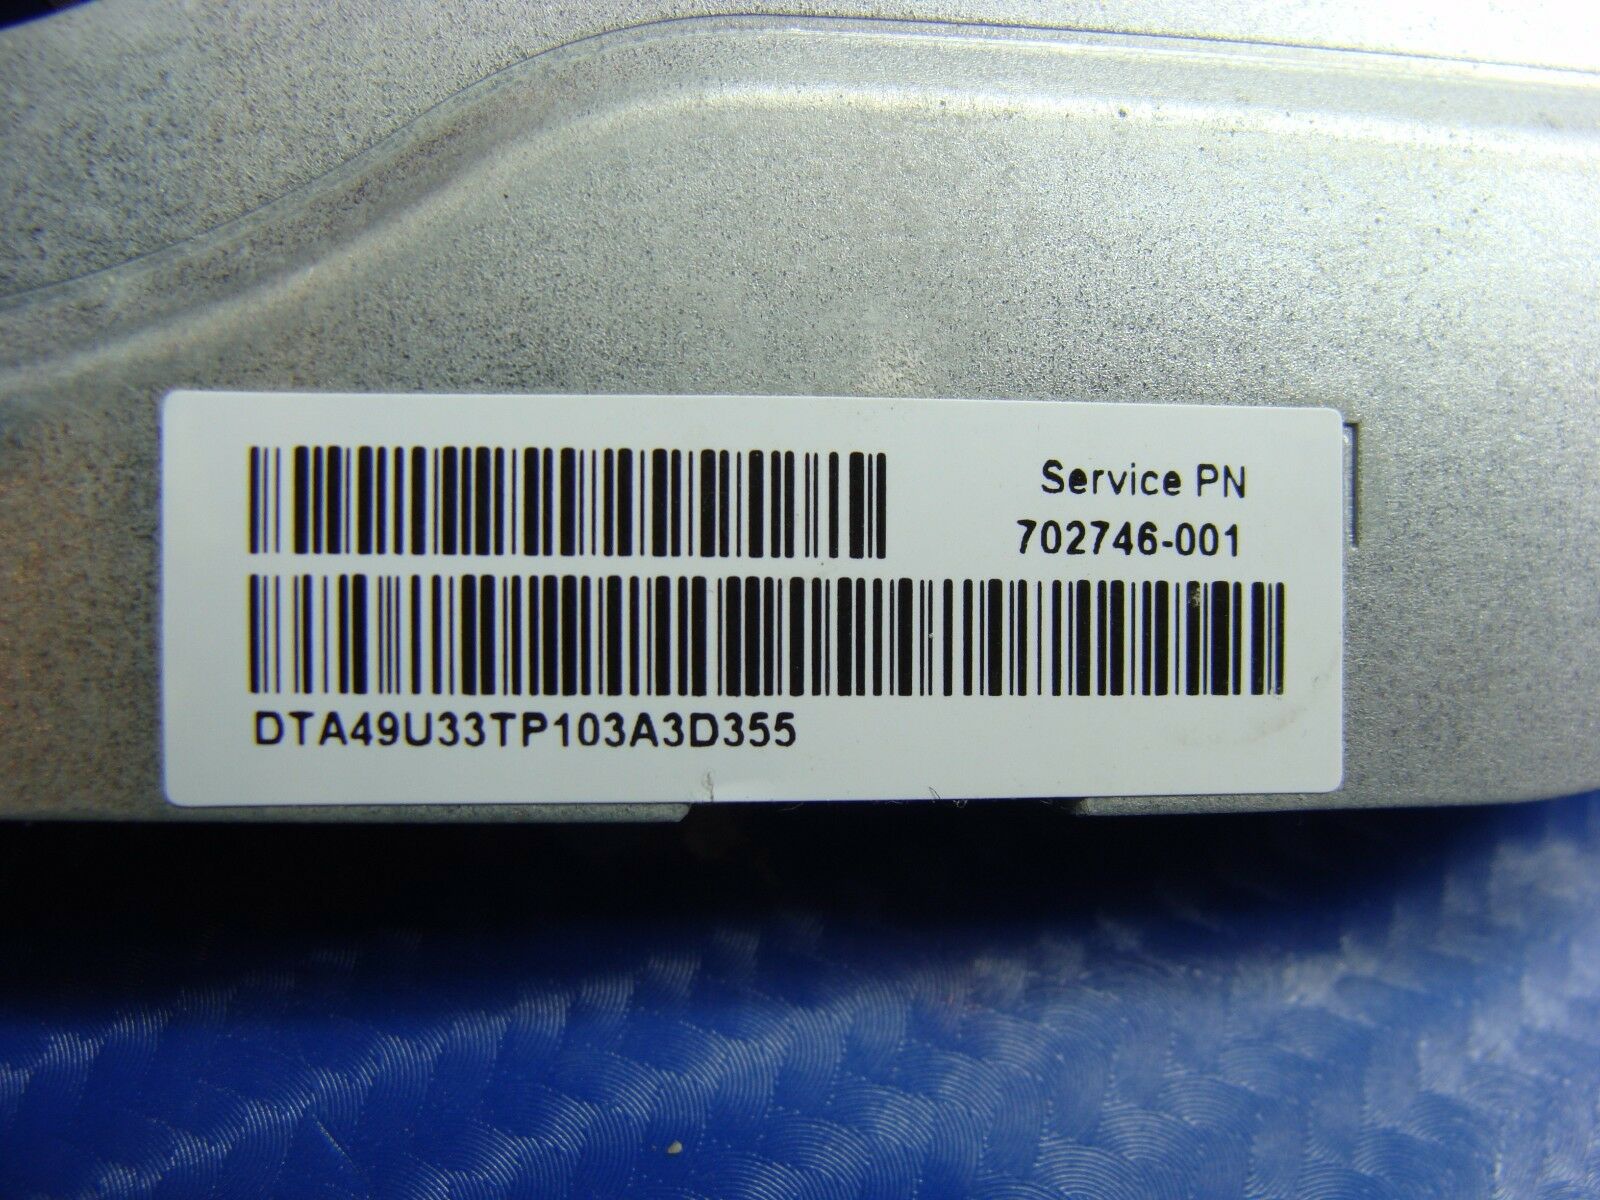 Service PN
702746-001
DTA49U33TP103A3D355